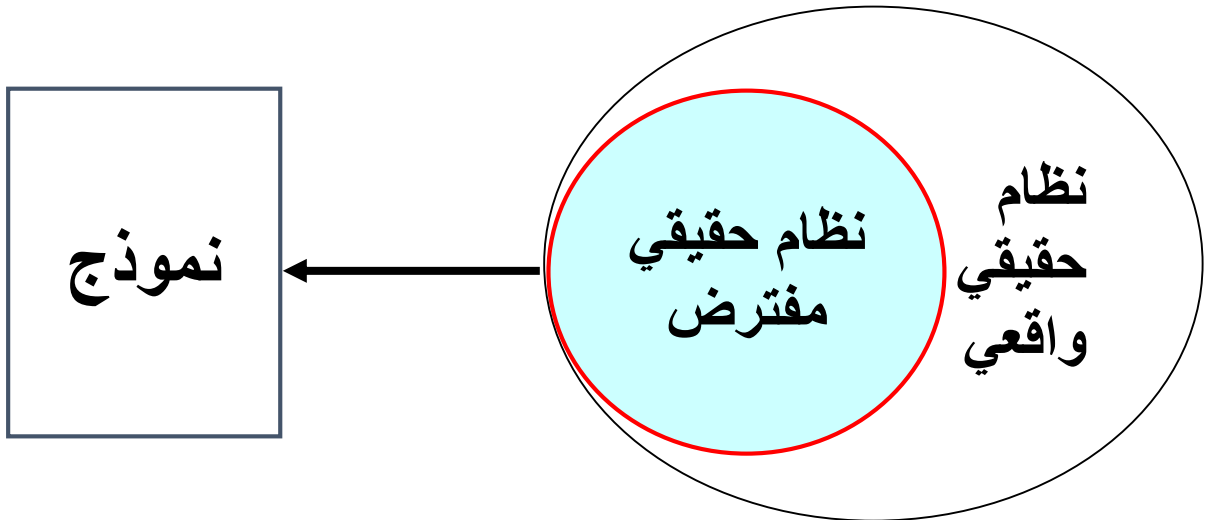 نظام
حقيقي
واقعي
نظام حقيقي
مفترض
نموذج